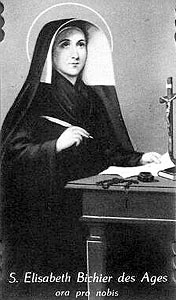 S. Elisabeth Bichier des Ages
ora pro nobis